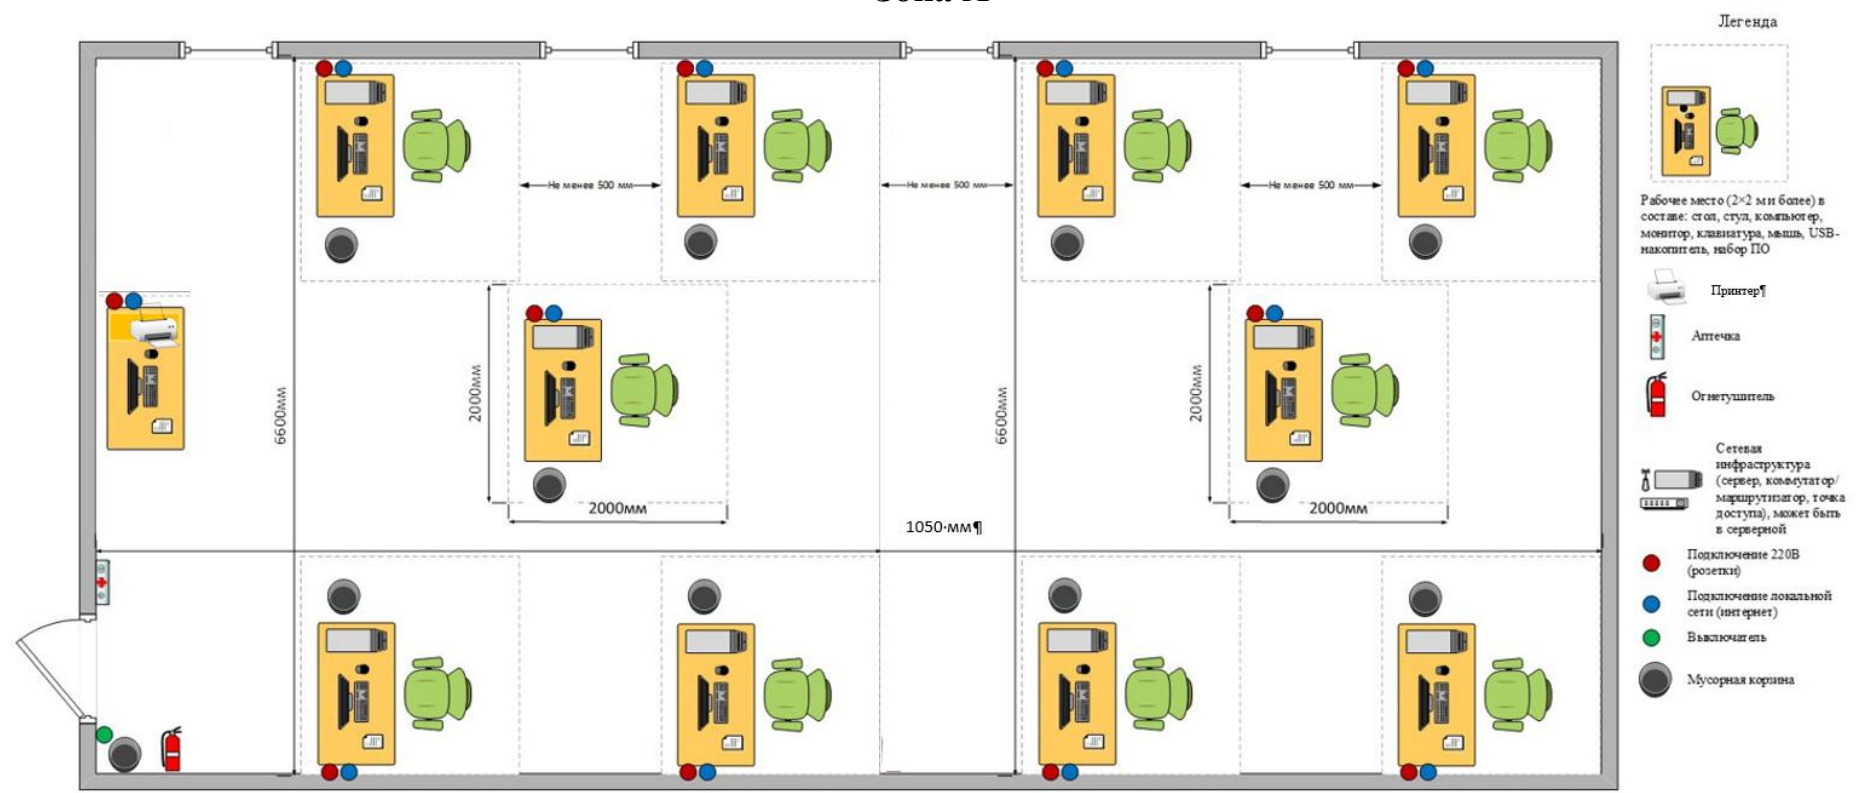 Легенда
Не менее 500 мм
Не менее 500 мм
Не менее 500 мм
Рабочее место (2×2 м и более) в
составе: стол, стул, компьютер,
монитор, клавиатура, мышь, USB-
накопитель, набор ПО
Принтер¶
Аптечка
Огнетушитель
Сетевая
инфраструктура
(сервер, коммутатор/
маршрутизатор, точка
доступа), может быть
в серверной
Подключение 220В
(розетки)
Подключение локальной
сети (интернет)
Выключатель
Мусорная корзина
6600мм
2000мм
2000мм
6600мм
2000мм
2000мм
1050·мм¶